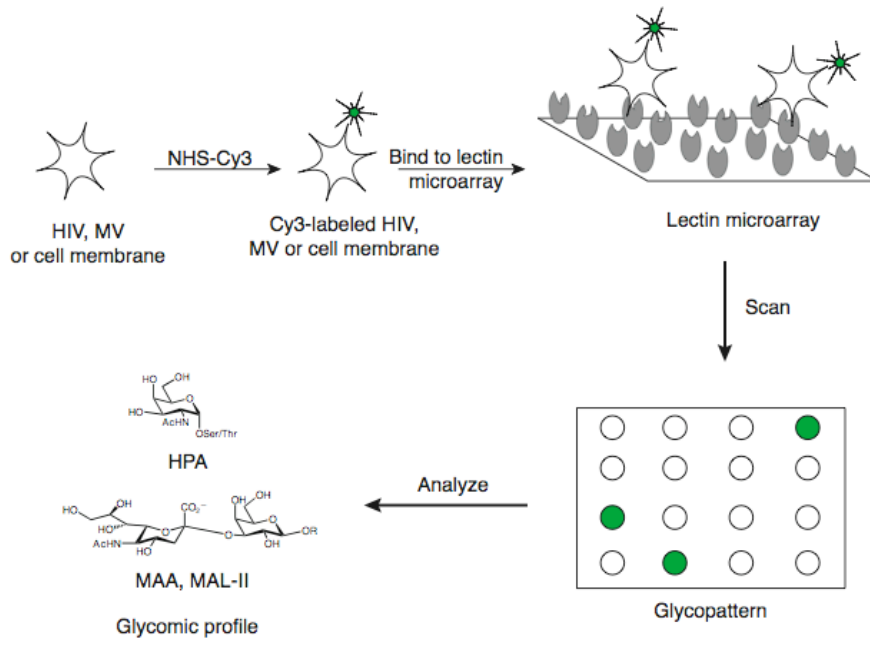 NHS-Cy3
Bind to lectin
microarray
HIV, MV
or cell membrane
Cy3-labeled HIV,
MV or cell membrane
Lectin microarray
Scan
HO
OH
O
HO
AcHN
OSer/Thr
HPA
Analyze
HO
OH
HO
AcHN
HO
O
CO₂⁻
O
OH
OH
O
OR
OH
MAA, MAL-II
Glycomic profile
Glycopattern